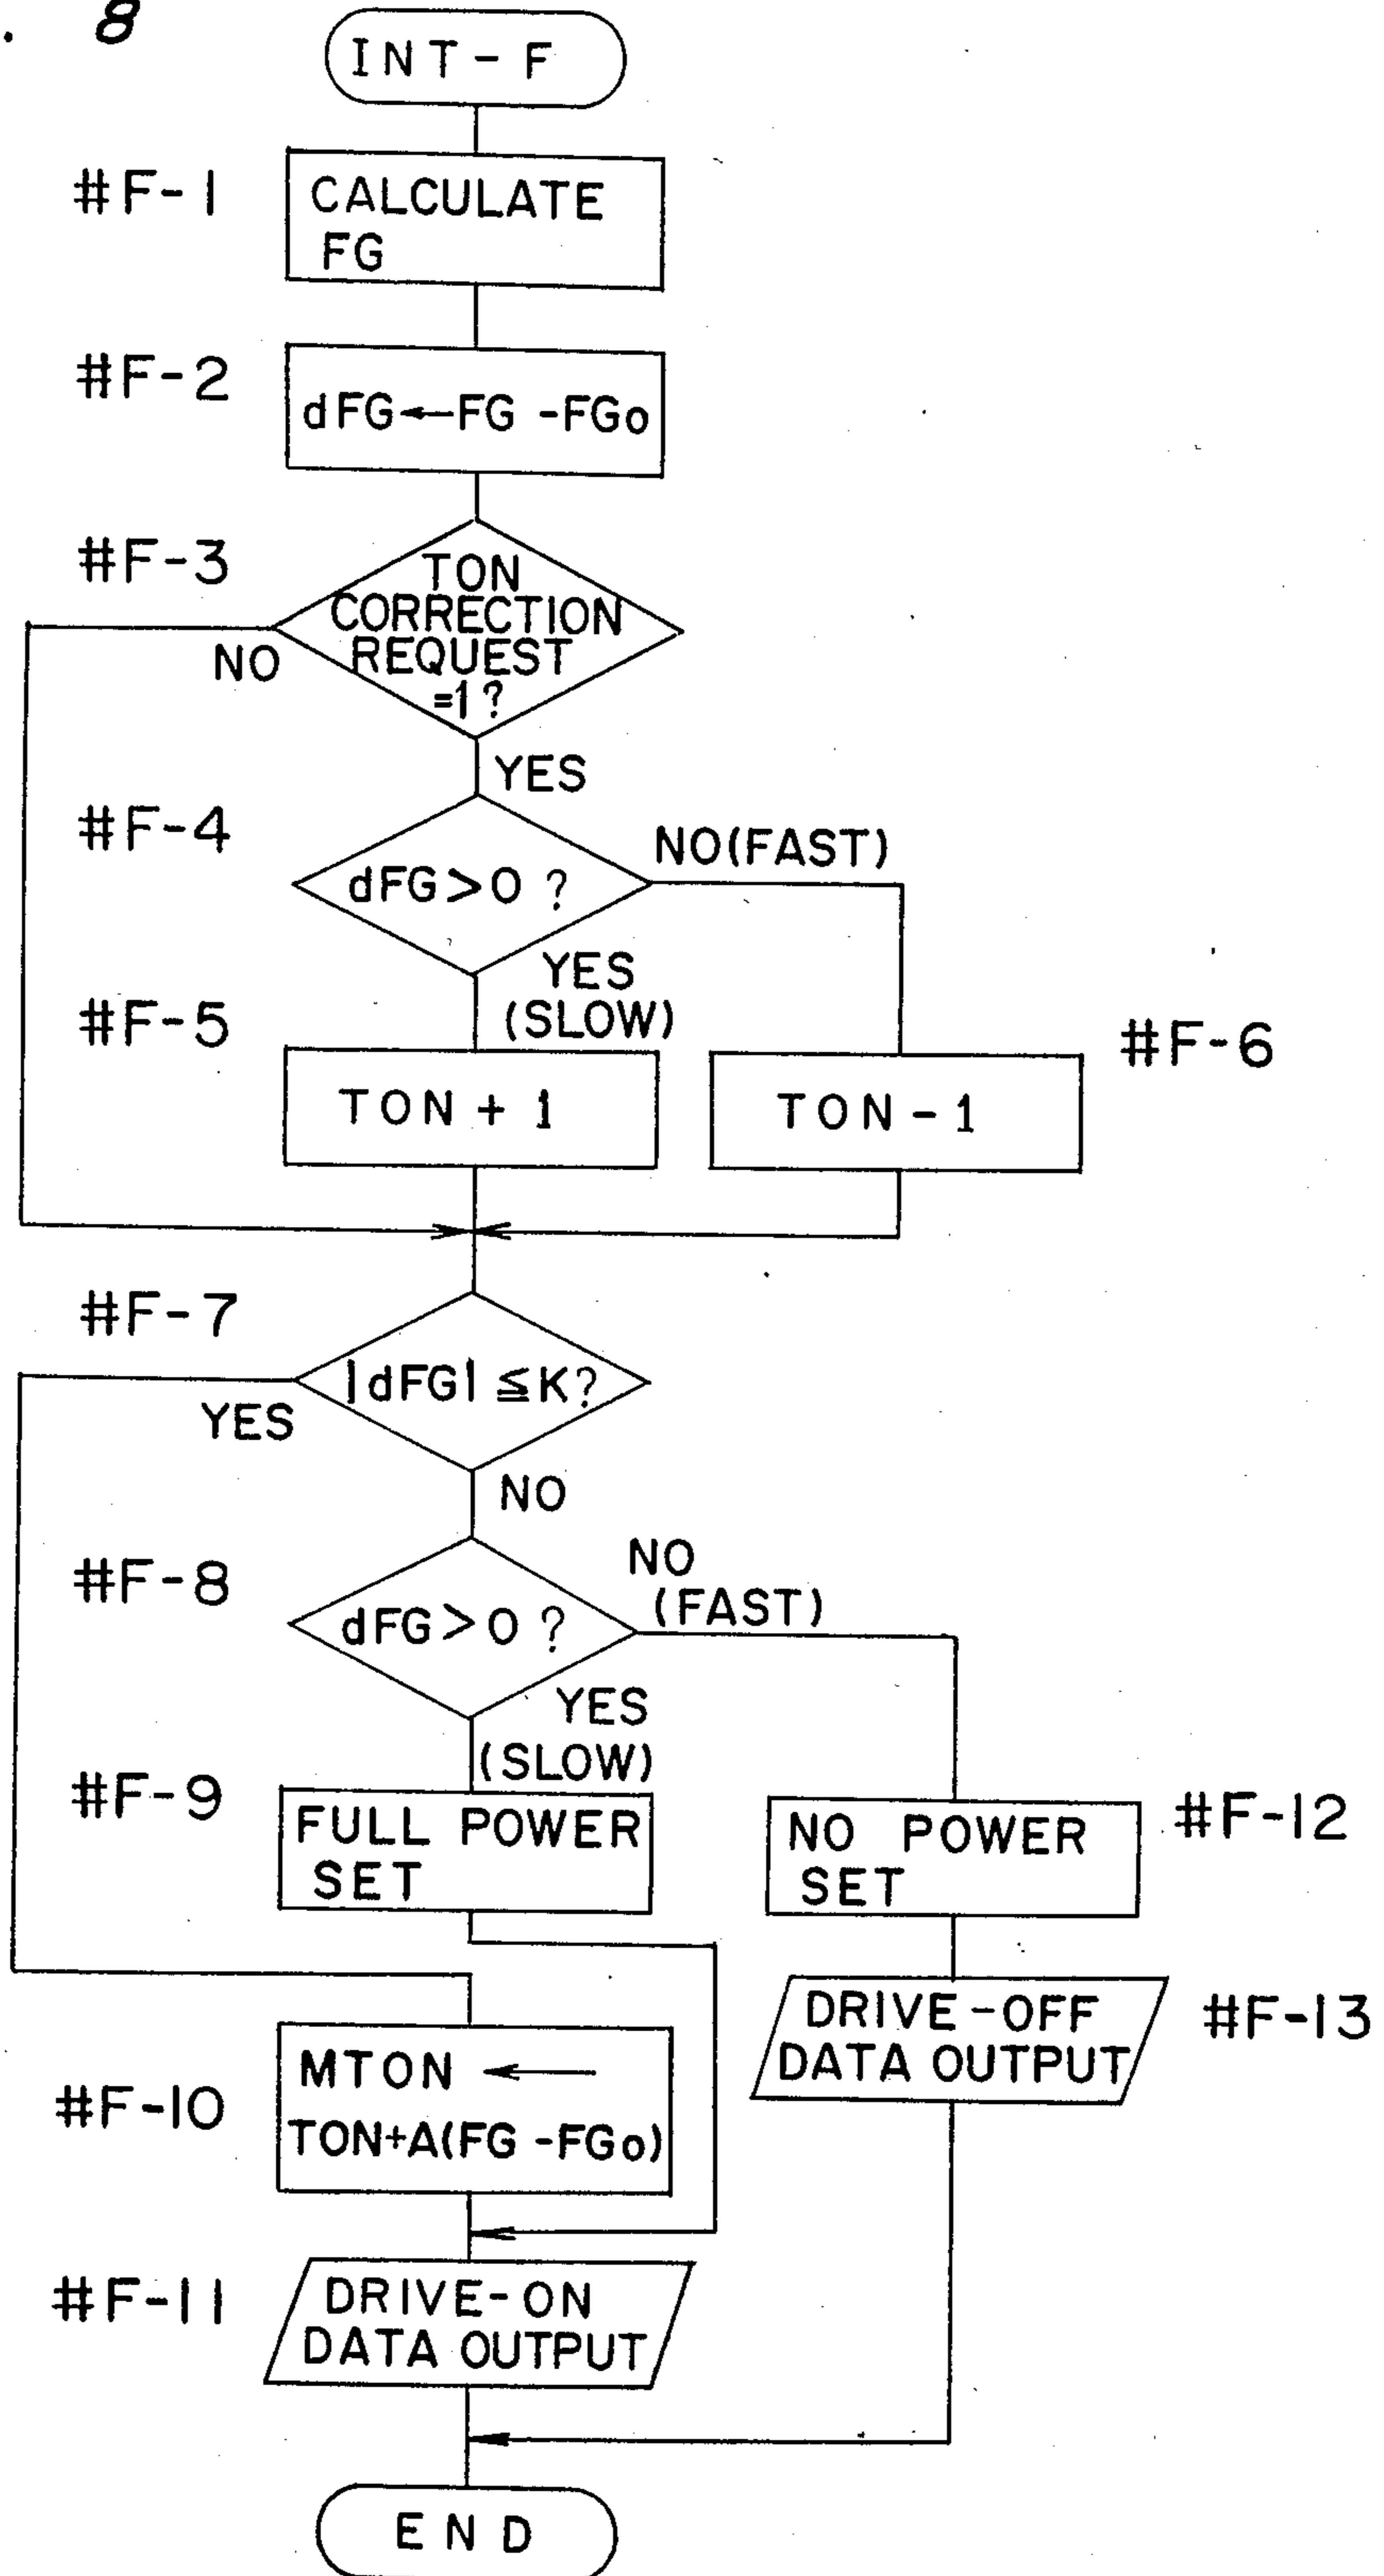 . 8
INT-F
#F-1
CALCULATE
FG
#F-2
dFG←FG -FGo
#F-3
TON
CORRECTION
REQUEST
=1?
NO
YES
#F-4
dFG>0 ?
NO(FAST)
YES
(SLOW)
#F-5
TON + 1
#F-6
TON - 1
#F-7
|dFG| ≦K?
YES
NO
#F-8
dFG>0 ?
NO
(FAST)
YES
(SLOW)
#F-9
FULL POWER
SET
#F-12
NO POWER
SET
#F-13
DRIVE-OFF
DATA OUTPUT
#F-10
MTON ←
TON+A(FG -FGo)
#F-11
DRIVE-ON
DATA OUTPUT
END